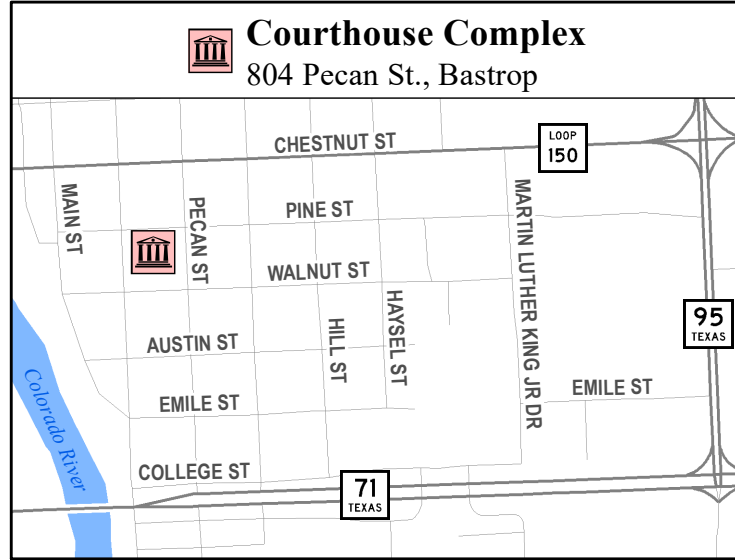 Courthouse Complex
804 Pecan St., Bastrop
CHESTNUT ST
LOOP
150
MAIN ST
PECAN ST
PINE ST
MARTIN LUTHER KING JR DR
WALNUT ST
HAYSEL ST
95
TEXAS
HILL ST
AUSTIN ST
EMILE ST
EMILE ST
Colorado River
COLLEGE ST
71
TEXAS